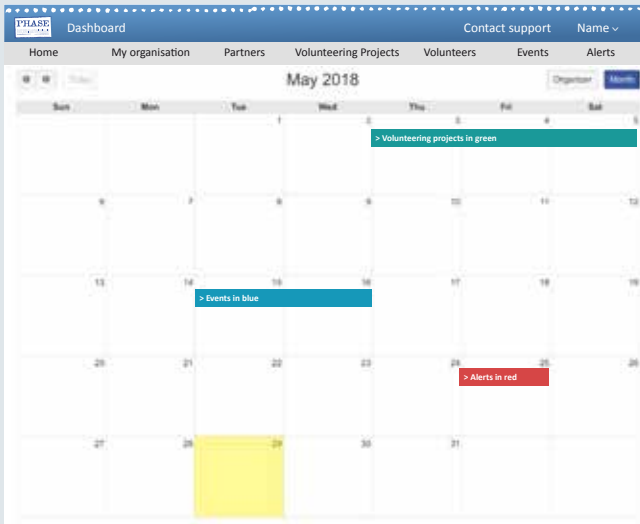 PHASE Dashboard Contact support Name
Home My organisation Partners Volunteering Projects Volunteers Events Alerts
Today May 2018 Organiser Month
Sun Mon Tue Wed Thu Fri Sat
1 2 3 4 5
> Volunteering projects in green
6 7 8 9 10 11 12
13 14 15 16 17 18 19
> Events in blue
20 21 22 23 24 25 26
> Alerts in red
27 28 29 30 31